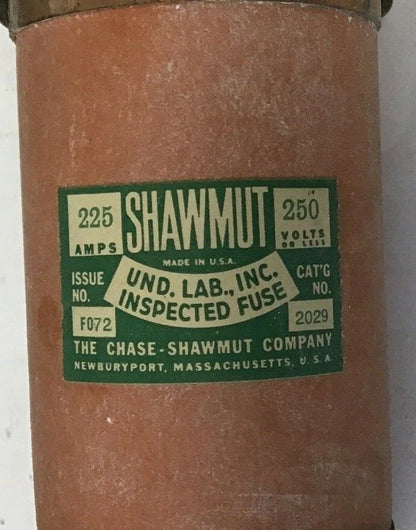 225 AMPS
SHAWMUT
250 VOLTS OR LESS
MADE IN U.S.A.
ISSUE NO. F072
UND. LAB., INC.
INSPECTED FUSE
CAT'G NO. 2029
THE CHASE-SHAWMUT COMPANY
NEWBURYPORT, MASSACHUSETTS, U.S.A.